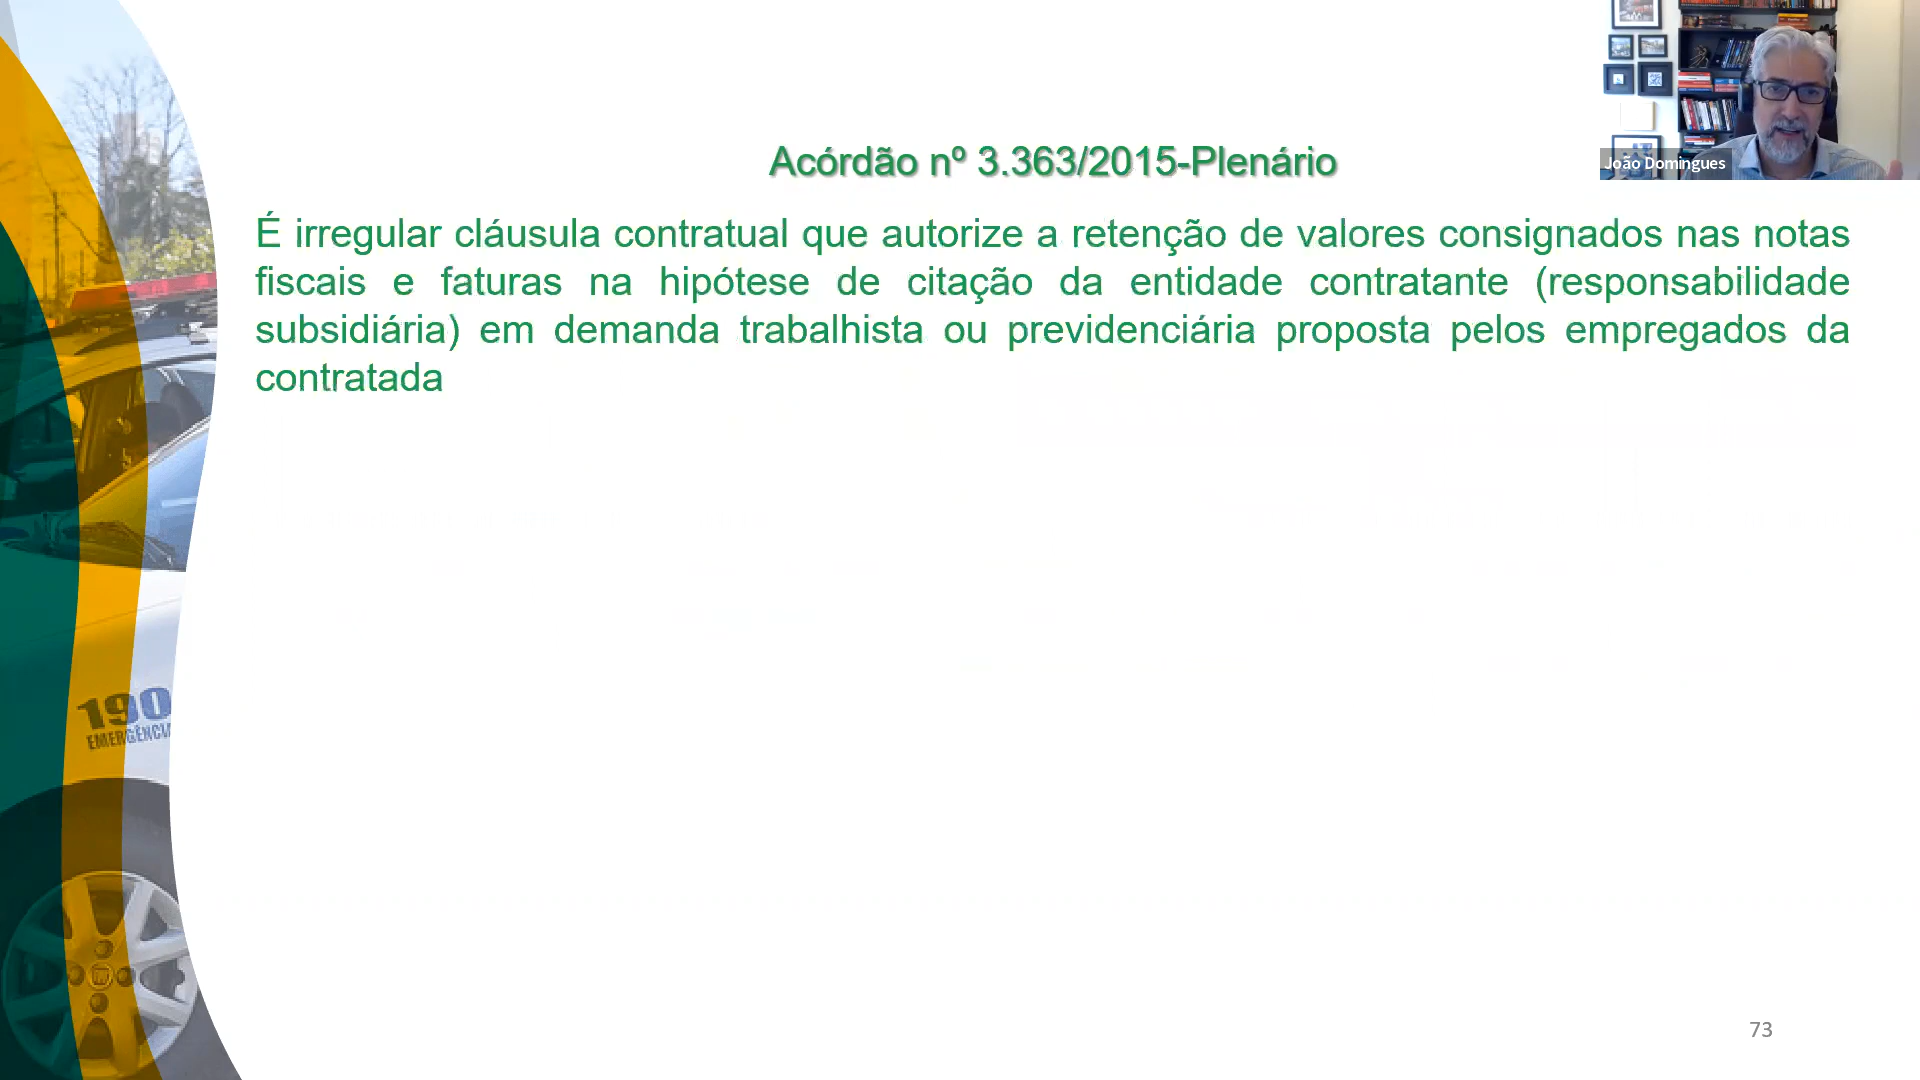 Acórdão nº 3.363/2015-Plenário
João Domingues
É irregular cláusula contratual que autorize a retenção de valores consignados nas notas
fiscais e faturas na hipótese de citação da entidade contratante (responsabilidade
subsidiária) em demanda trabalhista ou previdenciária proposta pelos empregados da
contratada
190
EMERGÊNCIA
73